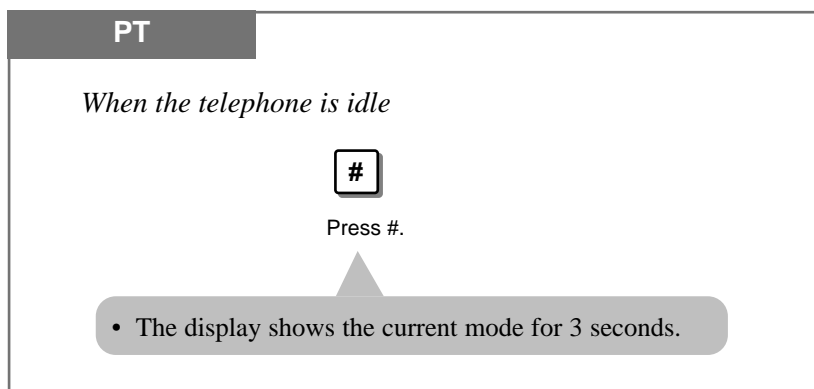 PT
When the telephone is idle
#
Press #.
• The display shows the current mode for 3 seconds.